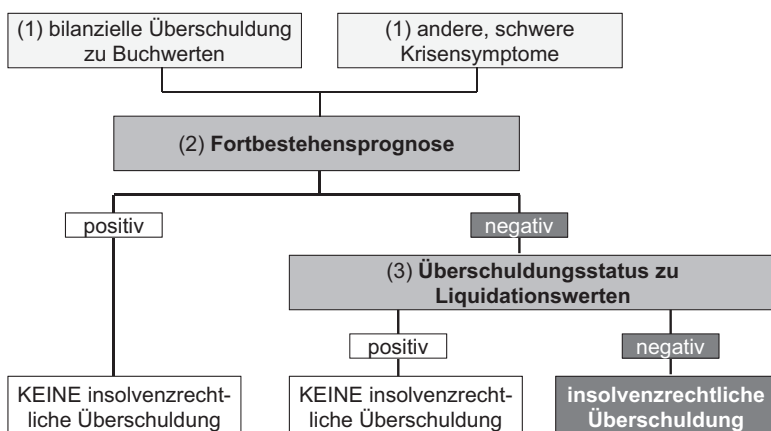 (1) bilanzielle Überschuldung
zu Buchwerten
(1) andere, schwere
Krisensymptome
(2) Fortbestehensprognose
positiv
negativ
(3) Überschuldungsstatus zu
Liquidationswerten
positiv
negativ
KEINE insolvenzrecht-
liche Überschuldung
KEINE insolvenzrecht-
liche Überschuldung
insolvenzrechtliche
Überschuldung